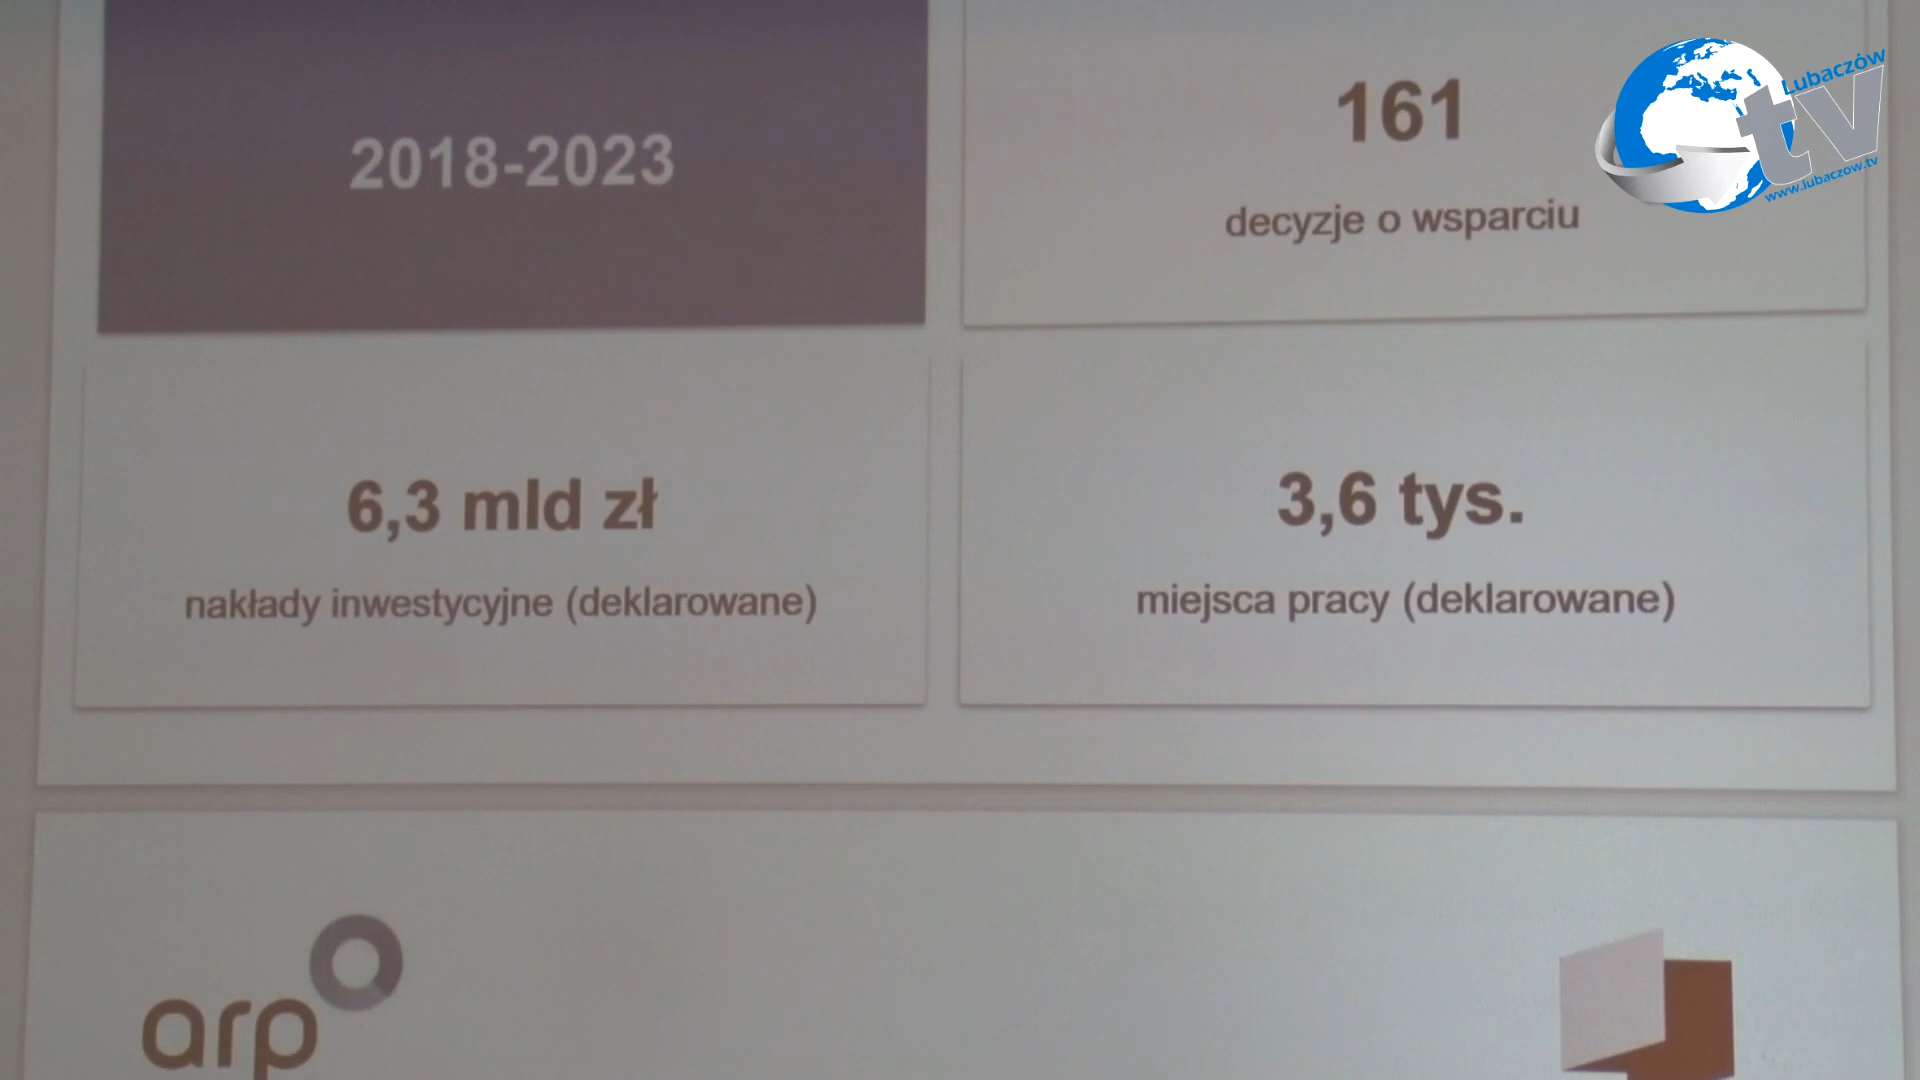 2018-2023
161
decyzje o wsparciu
6,3 mld zł
nakłady inwestycyjne (deklarowane)
3,6 tys.
miejsca pracy (deklarowane)
arp
Lubaczów
tv
www.lubaczow.tv